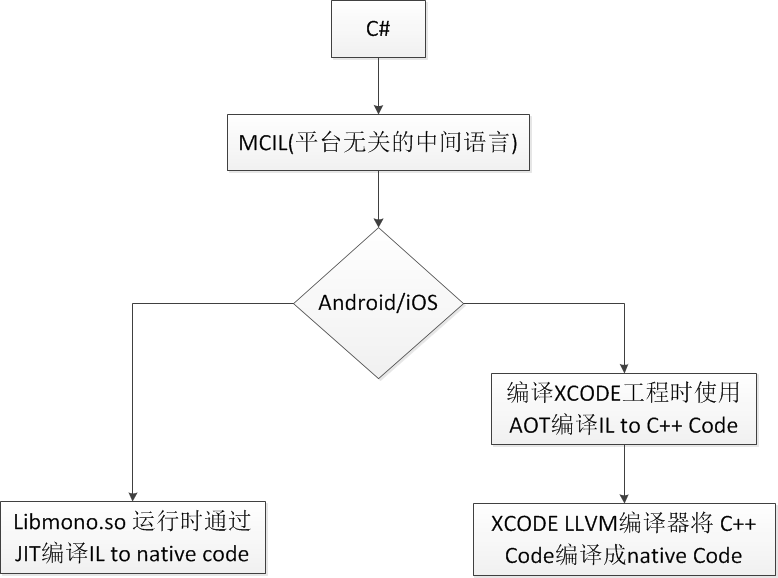 C#
MCIL(平台无关的中间语言)
Android/iOS
编译XCODE工程时使用
AOT编译IL to C++ Code
Libmono.so 运行时通过
JIT编译IL to native code
XCODE LLVM编译器将 C++
Code编译成native Code